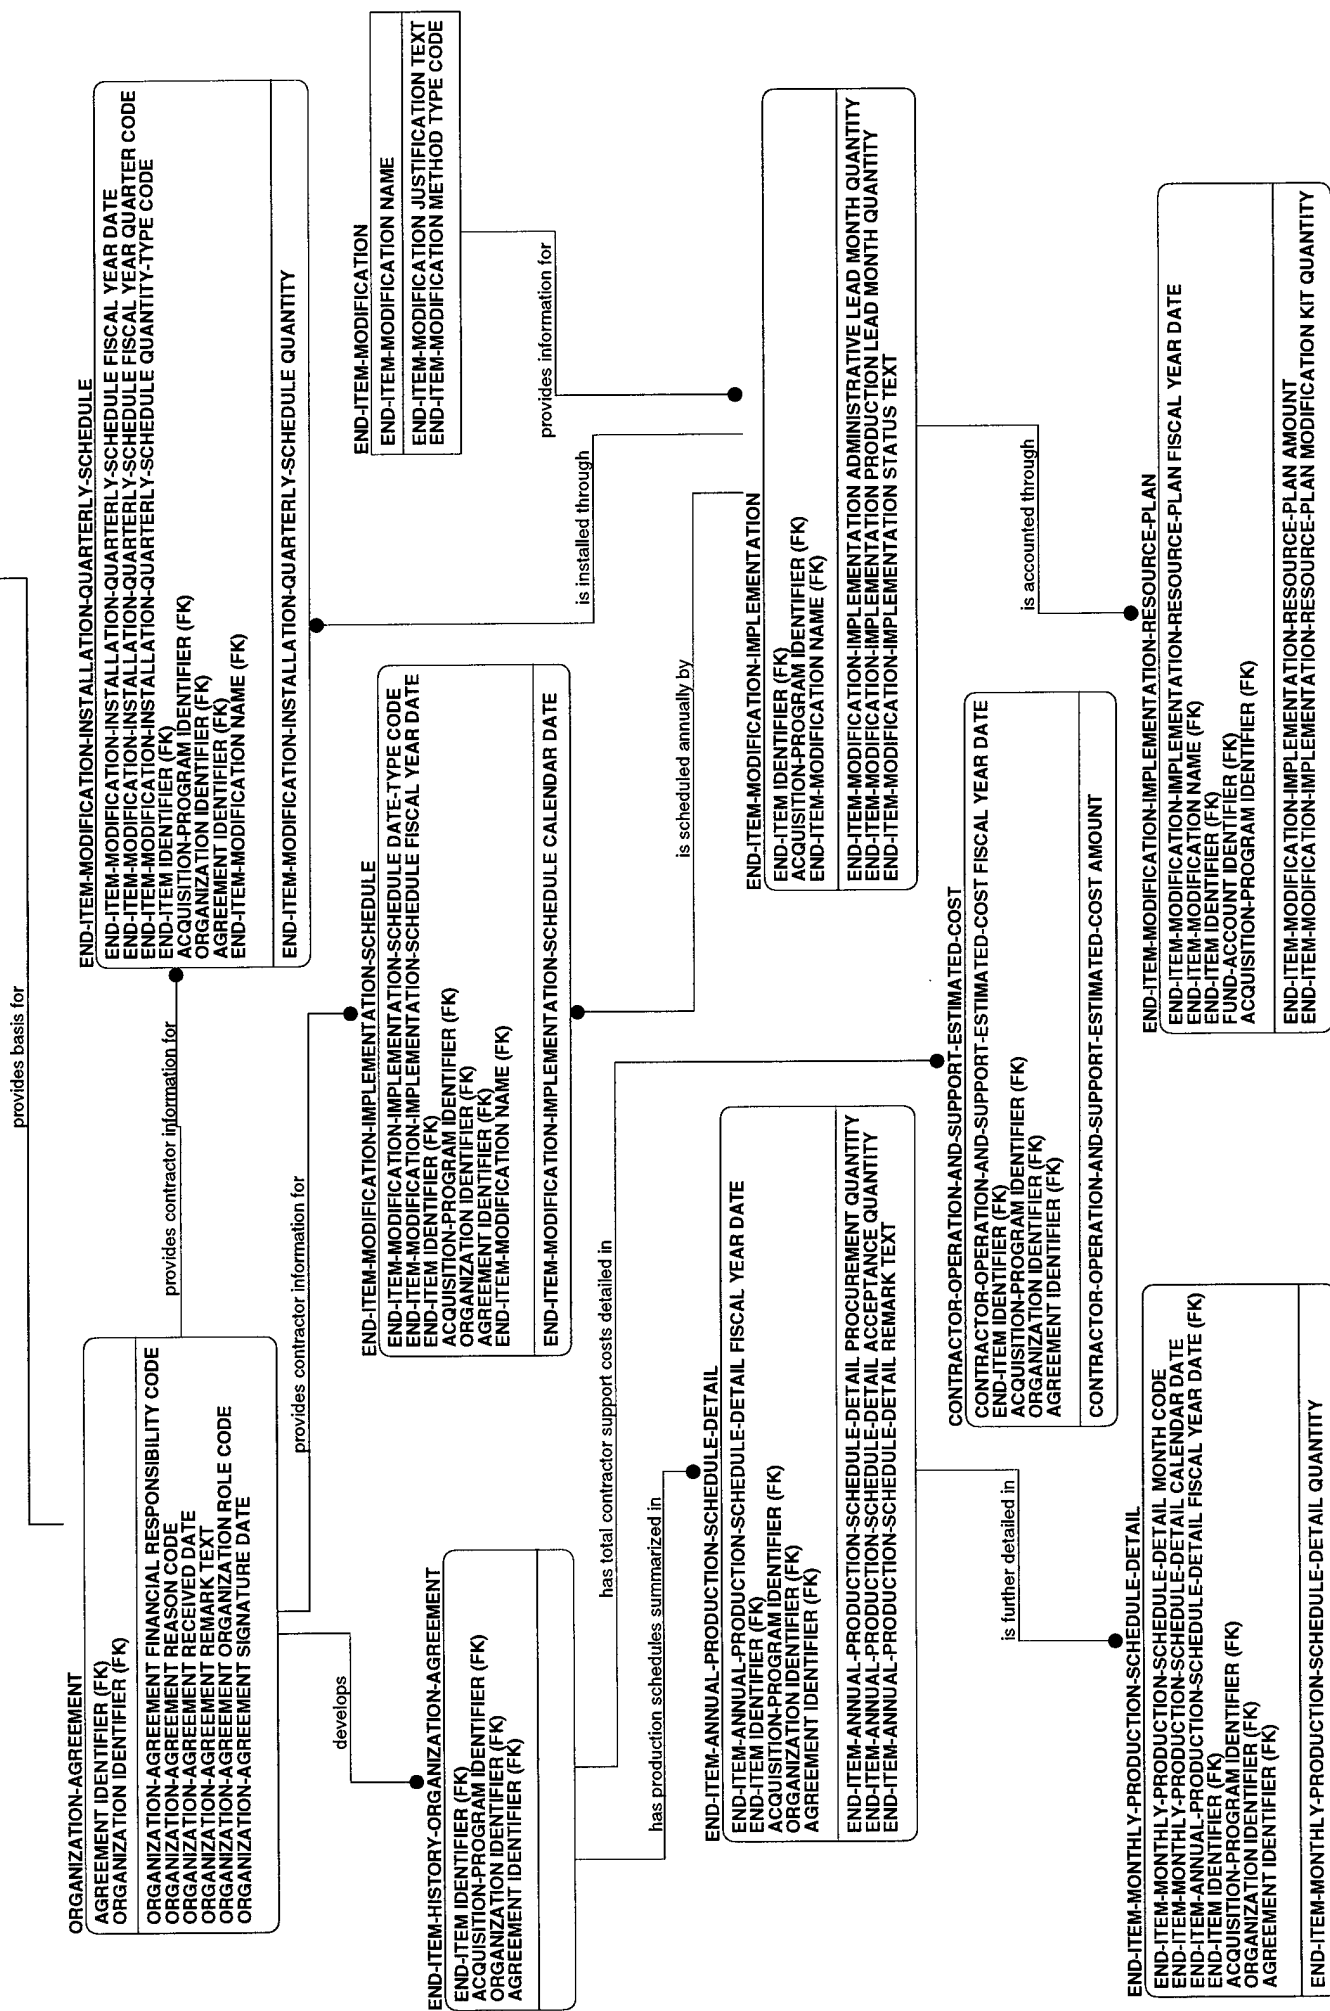 provides basis for
ORGANIZATION-AGREEMENT
AGREEMENT IDENTIFIER (FK)
ORGANIZATION IDENTIFIER (FK)
ORGANIZATION-AGREEMENT FINANCIAL RESPONSIBILITY CODE
ORGANIZATION-AGREEMENT REASON CODE
ORGANIZATION-AGREEMENT RECEIVED DATE
ORGANIZATION-AGREEMENT REMARK TEXT
ORGANIZATION-AGREEMENT ORGANIZATION ROLE CODE
ORGANIZATION-AGREEMENT SIGNATURE DATE
provides contractor information for
END-ITEM-MODIFICATION-INSTALLATION-QUARTERLY-SCHEDULE
END-ITEM-MODIFICATION-INSTALLATION-QUARTERLY-SCHEDULE FISCAL YEAR DATE
END-ITEM-MODIFICATION-INSTALLATION-QUARTERLY-SCHEDULE FISCAL YEAR QUARTER CODE
END-ITEM-MODIFICATION-INSTALLATION-QUARTERLY-SCHEDULE QUANTITY-TYPE CODE
END-ITEM IDENTIFIER (FK)
ACQUISITION-PROGRAM IDENTIFIER (FK)
ORGANIZATION IDENTIFIER (FK)
AGREEMENT IDENTIFIER (FK)
END-ITEM-MODIFICATION NAME (FK)
END-ITEM-MODIFICATION-INSTALLATION-QUARTERLY-SCHEDULE QUANTITY
develops
provides contractor information for
END-ITEM-MODIFICATION-IMPLEMENTATION-SCHEDULE
END-ITEM-MODIFICATION-IMPLEMENTATION-SCHEDULE DATE-TYPE CODE
END-ITEM-MODIFICATION-IMPLEMENTATION-SCHEDULE FISCAL YEAR DATE
END-ITEM IDENTIFIER (FK)
ACQUISITION-PROGRAM IDENTIFIER (FK)
ORGANIZATION IDENTIFIER (FK)
AGREEMENT IDENTIFIER (FK)
END-ITEM-MODIFICATION NAME (FK)
END-ITEM-MODIFICATION-IMPLEMENTATION-SCHEDULE CALENDAR DATE
END-ITEM-MODIFICATION
END-ITEM-MODIFICATION NAME
END-ITEM-MODIFICATION JUSTIFICATION TEXT
END-ITEM-MODIFICATION METHOD TYPE CODE
provides information for
is installed through
is scheduled annually by
END-ITEM-HISTORY-ORGANIZATION-AGREEMENT
END-ITEM IDENTIFIER (FK)
ACQUISITION-PROGRAM IDENTIFIER (FK)
ORGANIZATION IDENTIFIER (FK)
AGREEMENT IDENTIFIER (FK)
has total contractor support costs detailed in
has production schedules summarized in
END-ITEM-ANNUAL-PRODUCTION-SCHEDULE-DETAIL
END-ITEM-ANNUAL-PRODUCTION-SCHEDULE-DETAIL FISCAL YEAR DATE
END-ITEM IDENTIFIER (FK)
ACQUISITION-PROGRAM IDENTIFIER (FK)
ORGANIZATION IDENTIFIER (FK)
AGREEMENT IDENTIFIER (FK)
END-ITEM-ANNUAL-PRODUCTION-SCHEDULE-DETAIL PROCUREMENT QUANTITY
END-ITEM-ANNUAL-PRODUCTION-SCHEDULE-DETAIL ACCEPTANCE QUANTITY
END-ITEM-ANNUAL-PRODUCTION-SCHEDULE-DETAIL REMARK TEXT
END-ITEM-MODIFICATION-IMPLEMENTATION
END-ITEM IDENTIFIER (FK)
ACQUISITION-PROGRAM IDENTIFIER (FK)
END-ITEM-MODIFICATION NAME (FK)
END-ITEM-MODIFICATION-IMPLEMENTATION ADMINISTRATIVE LEAD MONTH QUANTITY
END-ITEM-MODIFICATION-IMPLEMENTATION PRODUCTION LEAD MONTH QUANTITY
END-ITEM-MODIFICATION-IMPLEMENTATION STATUS TEXT
CONTRACTOR-OPERATION-AND-SUPPORT-ESTIMATED-COST
CONTRACTOR-OPERATION-AND-SUPPORT-ESTIMATED-COST FISCAL YEAR DATE
END-ITEM IDENTIFIER (FK)
ACQUISITION-PROGRAM IDENTIFIER (FK)
ORGANIZATION IDENTIFIER (FK)
AGREEMENT IDENTIFIER (FK)
CONTRACTOR-OPERATION-AND-SUPPORT-ESTIMATED-COST AMOUNT
is further detailed in
is accounted through
END-ITEM-MONTHLY-PRODUCTION-SCHEDULE-DETAIL
END-ITEM-MONTHLY-PRODUCTION-SCHEDULE-DETAIL MONTH CODE
END-ITEM-MONTHLY-PRODUCTION-SCHEDULE-DETAIL CALENDAR DATE
END-ITEM-ANNUAL-PRODUCTION-SCHEDULE-DETAIL FISCAL YEAR DATE (FK)
END-ITEM IDENTIFIER (FK)
ACQUISITION-PROGRAM IDENTIFIER (FK)
ORGANIZATION IDENTIFIER (FK)
AGREEMENT IDENTIFIER (FK)
END-ITEM-MONTHLY-PRODUCTION-SCHEDULE-DETAIL QUANTITY
END-ITEM-MODIFICATION-IMPLEMENTATION-RESOURCE-PLAN
END-ITEM-MODIFICATION-IMPLEMENTATION-RESOURCE-PLAN FISCAL YEAR DATE
END-ITEM-MODIFICATION NAME (FK)
END-ITEM IDENTIFIER (FK)
FUND-ACCOUNT IDENTIFIER (FK)
ACQUISITION-PROGRAM IDENTIFIER (FK)
END-ITEM-MODIFICATION-IMPLEMENTATION-RESOURCE-PLAN AMOUNT
END-ITEM-MODIFICATION-IMPLEMENTATION-RESOURCE-PLAN MODIFICATION KIT QUANTITY